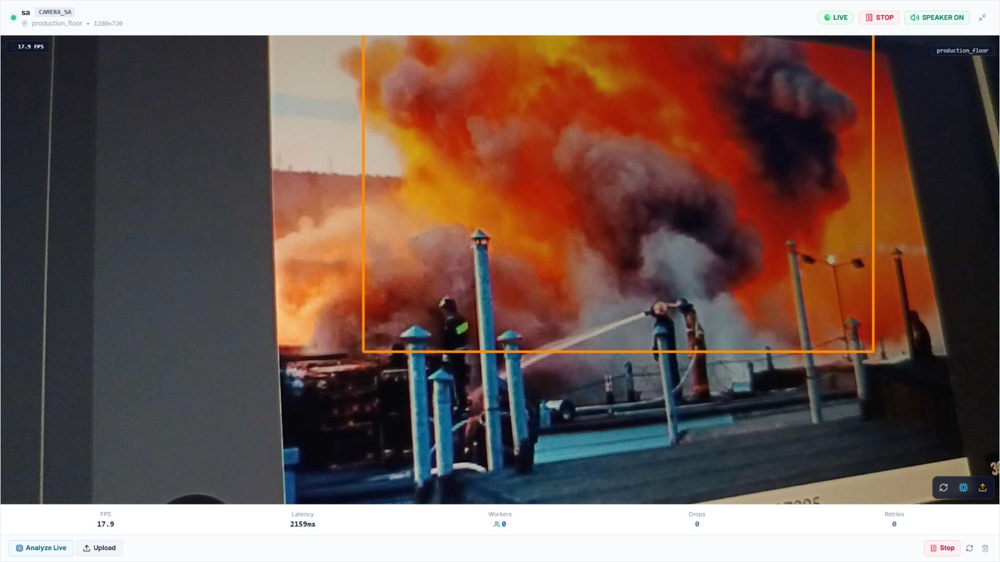 sa CAMERA_SA
production_floor • 1280x720
LIVE
STOP
SPEAKER ON
17.9 FPS
production_floor
FPS
17.9
Latency
2159ms
Workers
0
Drops
0
Retries
0
Analyze Live
Upload
Stop